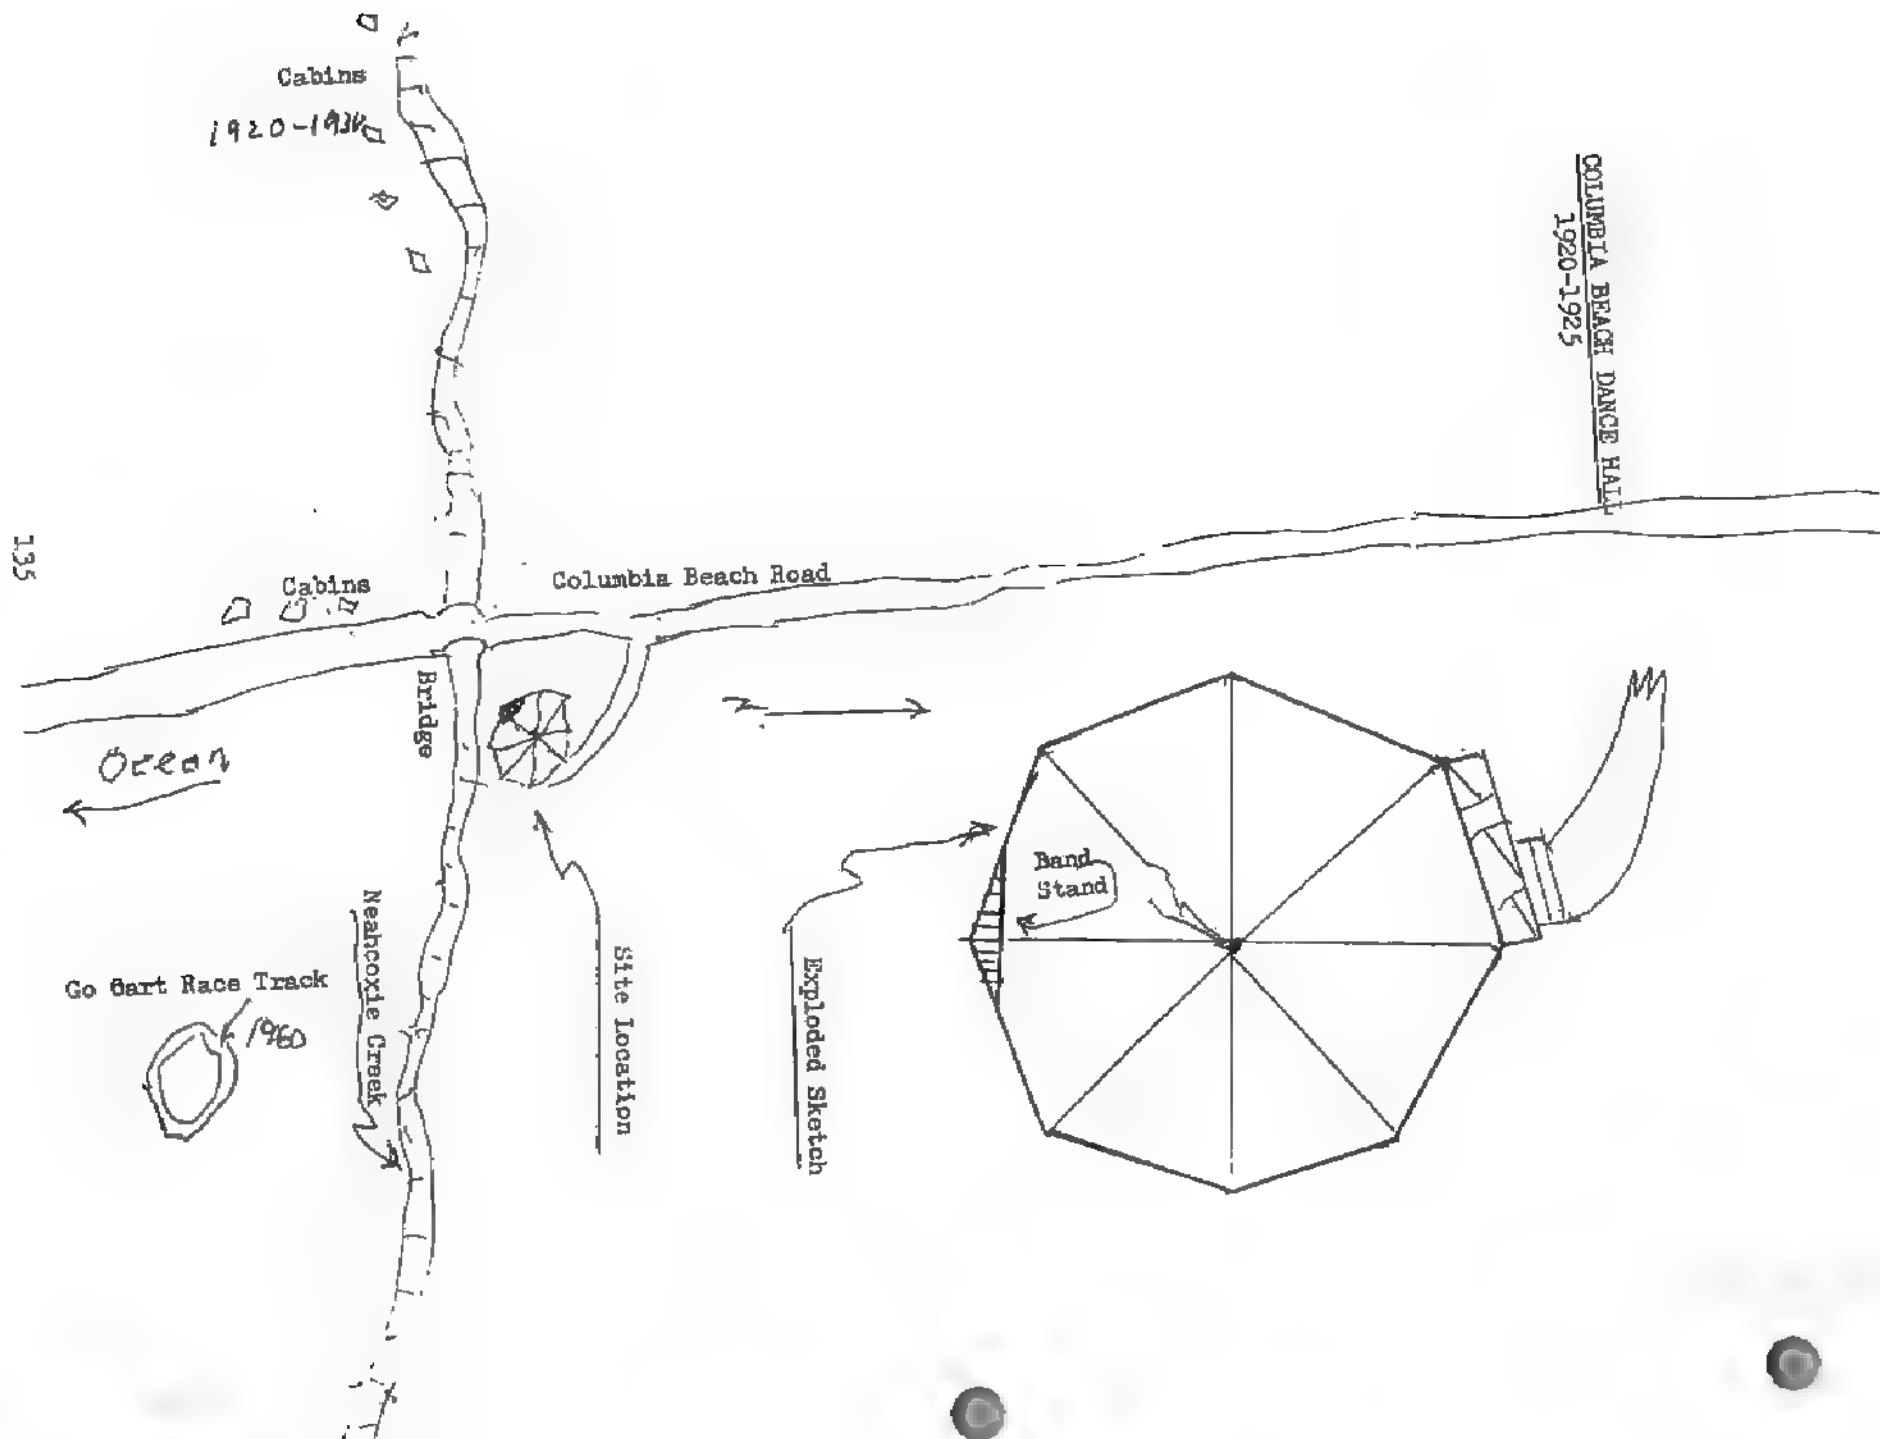 Cabins
1920-193
COLUMBIA BEACH DANCE HALL
1920-1925
135
Cabins
Columbia Beach Road
Bridge
Ocean
Band
Stand
Neahcoxie Creek
Site Location
Exploded Sketch
Go Cart Race Track
1960